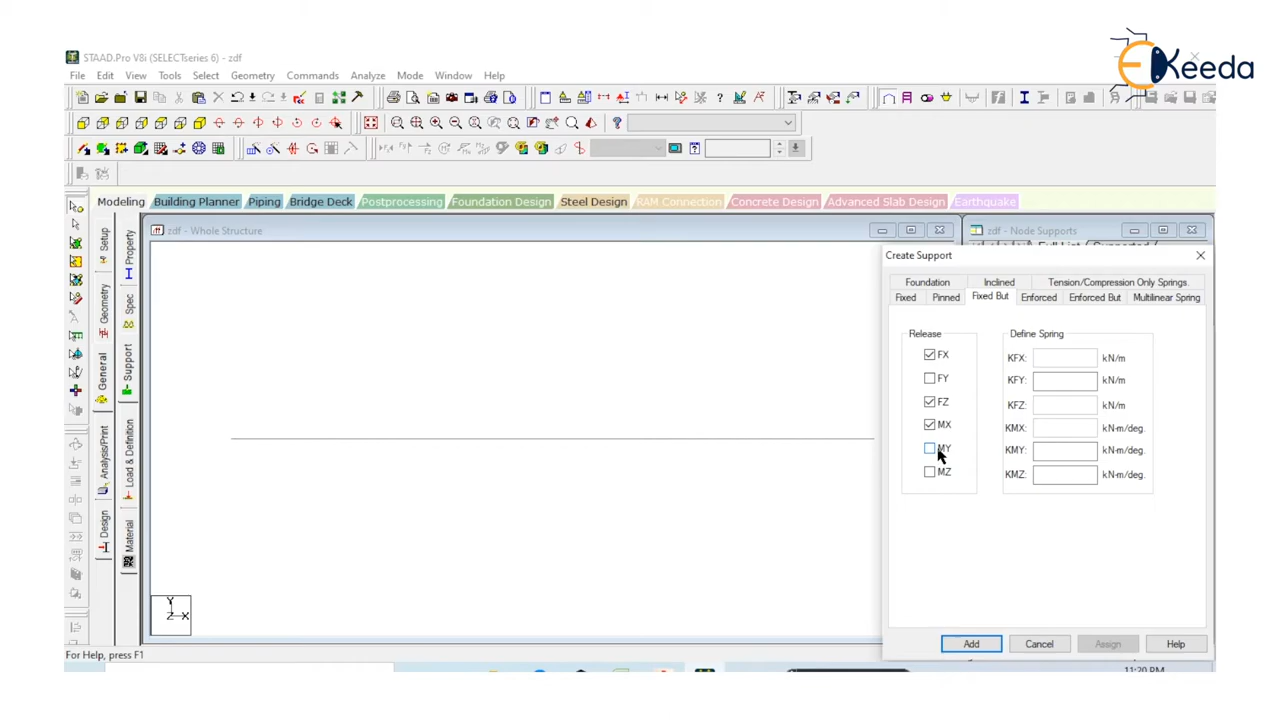 STAAD.Pro V8i (SELECTseries 6) - zdf
eKeeda
File Edit View Tools Select Geometry Commands Analyze Mode Window Help
Modeling Building Planner Piping Bridge Deck Postprocessing Foundation Design Steel Design RAM Connection Concrete Design Advanced Slab Design Earthquake
zdf - Whole Structure
zdf - Node Supports
Setup
Geometry
General
Analysis/Print
Design
Property
Spec
Support
Load & Definition
Material
Create Support
Foundation Inclined Tension/Compression Only Springs.
Fixed Pinned Fixed But Enforced Enforced But Multilinear Spring
Release
FX
FY
FZ
MX
MY
MZ
Define Spring
KFX: kN/m
KFY: kN/m
KFZ: kN/m
KMX: kN-m/deg.
KMY: kN-m/deg.
KMZ: kN-m/deg.
Add Cancel Assign Help
Y
Z X
For Help, press F1
11:20 PM